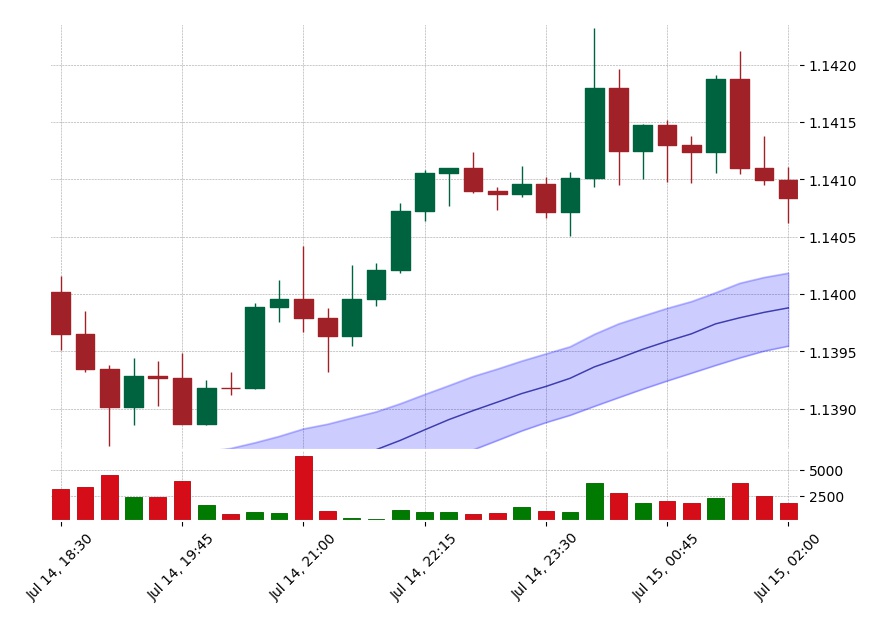 1.1420
1.1415
1.1410
1.1405
1.1400
1.1395
1.1390
5000
2500
Jul 14, 18:30
Jul 14, 19:45
Jul 14, 21:00
Jul 14, 22:15
Jul 14, 23:30
Jul 15, 00:45
Jul 15, 02:00